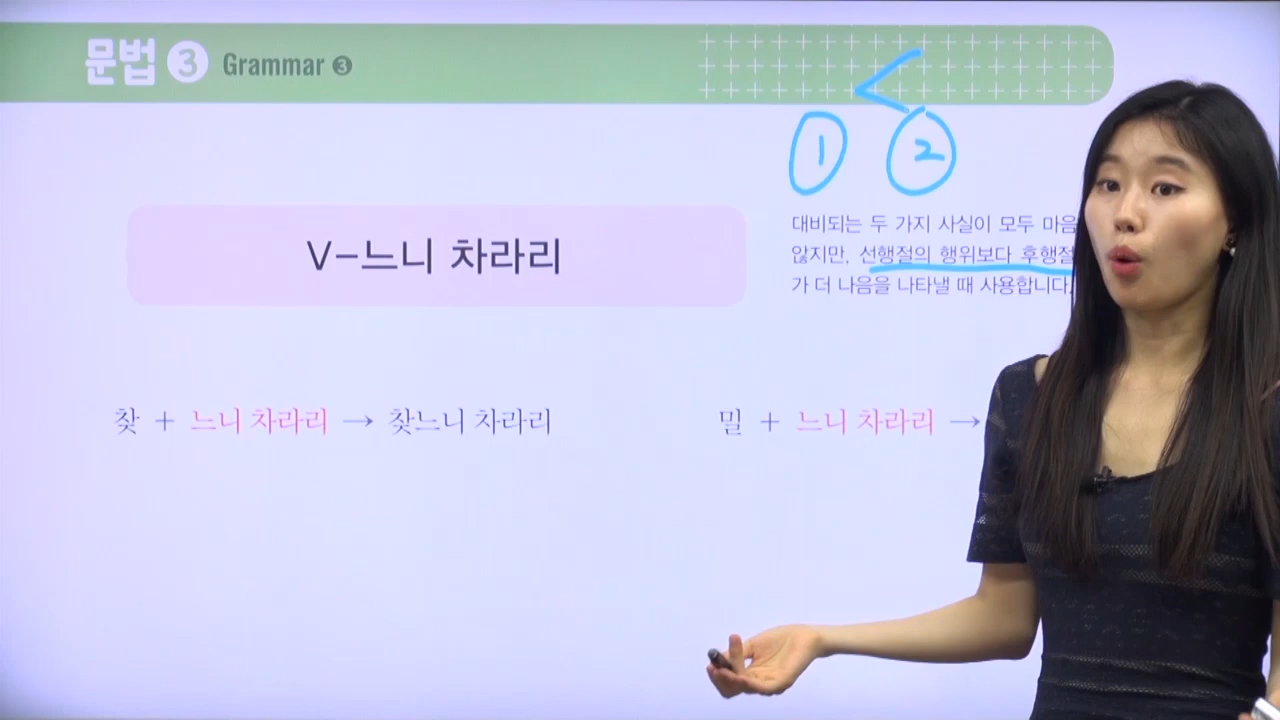 문법 3 Grammar 3
< 
1 2
V-느니 차라리
대비되는 두 가지 사실이 모두 마음
않지만, 선행절의 행위보다 후행절
가 더 나음을 나타낼 때 사용합니다.
찾 + 느니 차라리 → 찾느니 차라리
밀 + 느니 차라리 →